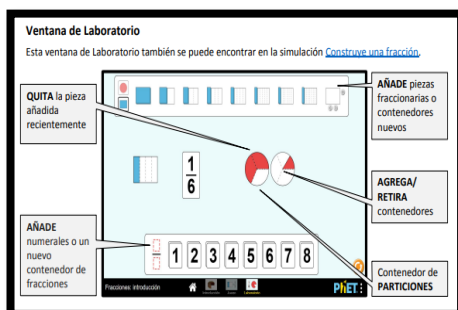 Ventana de Laboratorio
Esta ventana de Laboratorio también se puede encontrar en la simulación Construye una fracción.
QUITA la pieza
añadida
recientemente
AÑADE piezas
fraccionarias o
contenedores
nuevos
1
6
AGREGA/
RETIRA
contenedores
AÑADE
numerales o un
nuevo
contenedor de
fracciones
1 2 3 4 5 6 7 8
Contenedor de
PARTICIONES
Fracciones: introducción
PhET